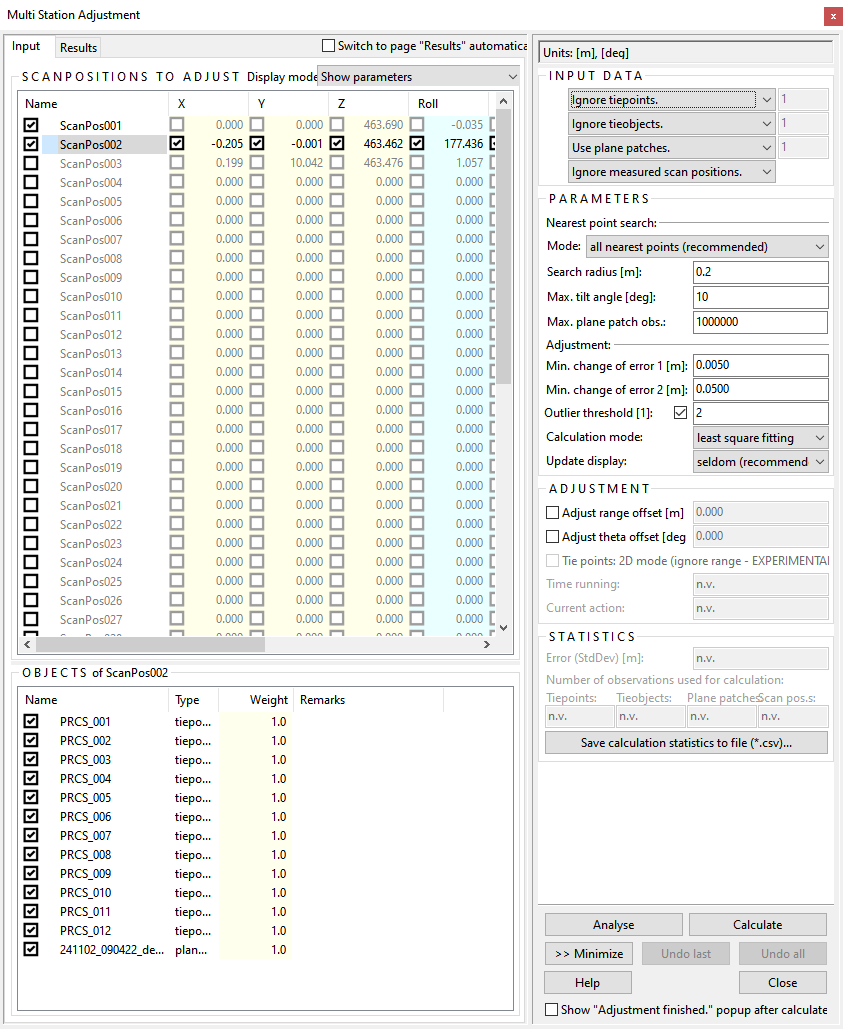 Multi Station Adjustment
x
Input
Results
Switch to page "Results" automatica
SCANPOSITIONS TO ADJUST
Display mode
Show parameters
Name X Y Z Roll
ScanPos001 0.000 0.000 463.690 -0.035
ScanPos002 -0.205 -0.001 463.462 177.436
ScanPos003 0.199 10.042 463.476 1.057
ScanPos004 0.000 0.000 0.000 0.000
ScanPos005 0.000 0.000 0.000 0.000
ScanPos006 0.000 0.000 0.000 0.000
ScanPos007 0.000 0.000 0.000 0.000
ScanPos008 0.000 0.000 0.000 0.000
ScanPos009 0.000 0.000 0.000 0.000
ScanPos010 0.000 0.000 0.000 0.000
ScanPos011 0.000 0.000 0.000 0.000
ScanPos012 0.000 0.000 0.000 0.000
ScanPos013 0.000 0.000 0.000 0.000
ScanPos014 0.000 0.000 0.000 0.000
ScanPos015 0.000 0.000 0.000 0.000
ScanPos016 0.000 0.000 0.000 0.000
ScanPos017 0.000 0.000 0.000 0.000
ScanPos018 0.000 0.000 0.000 0.000
ScanPos019 0.000 0.000 0.000 0.000
ScanPos020 0.000 0.000 0.000 0.000
ScanPos021 0.000 0.000 0.000 0.000
ScanPos022 0.000 0.000 0.000 0.000
ScanPos023 0.000 0.000 0.000 0.000
ScanPos024 0.000 0.000 0.000 0.000
ScanPos025 0.000 0.000 0.000 0.000
ScanPos026 0.000 0.000 0.000 0.000
ScanPos027 0.000 0.000 0.000 0.000
OBJECTS of ScanPos002
Name Type Weight Remarks
PRCS_001 tiepo... 1.0
PRCS_002 tiepo... 1.0
PRCS_003 tiepo... 1.0
PRCS_004 tiepo... 1.0
PRCS_005 tiepo... 1.0
PRCS_006 tiepo... 1.0
PRCS_007 tiepo... 1.0
PRCS_008 tiepo... 1.0
PRCS_009 tiepo... 1.0
PRCS_010 tiepo... 1.0
PRCS_011 tiepo... 1.0
PRCS_012 tiepo... 1.0
241102_090422_de... plan... 1.0
Units: [m], [deg]
INPUT DATA
Ignore tiepoints. 1
Ignore tieobjects. 1
Use plane patches. 1
Ignore measured scan positions.
PARAMETERS
Nearest point search:
Mode: all nearest points (recommended)
Search radius [m]: 0.2
Max. tilt angle [deg]: 10
Max. plane patch obs.: 1000000
Adjustment:
Min. change of error 1 [m]: 0.0050
Min. change of error 2 [m]: 0.0500
Outlier threshold [1]: 2
Calculation mode: least square fitting
Update display: seldom (recommend
ADJUSTMENT
Adjust range offset [m] 0.000
Adjust theta offset [deg 0.000
Tie points: 2D mode (ignore range - EXPERIMENTAL
Time running: n.v.
Current action: n.v.
STATISTICS
Error (StdDev) [m]: n.v.
Number of observations used for calculation:
Tiepoints: Tieobjects: Plane patches Scan pos.s:
n.v. n.v. n.v. n.v.
Save calculation statistics to file (*.csv)...
Analyse Calculate
>> Minimize Undo last Undo all
Help Close
Show "Adjustment finished." popup after calculate